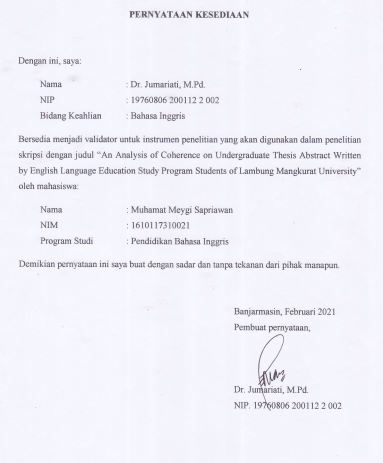 PERNYATAAN KESEDIAAN
Dengan ini, saya:
Nama : Dr. Jumariati, M.Pd.
NIP : 19760806 200112 2 002
Bidang Keahlian : Bahasa Inggris
Bersedia menjadi validator untuk instrumen penelitian yang akan digunakan dalam penelitian
skripsi dengan judul “An Analysis of Coherence on Undergraduate Thesis Abstract Written
by English Language Education Study Program Students of Lambung Mangkurat University”
oleh mahasiswa:
Nama : Muhamat Meygi Sapriawan
NIM : 1610117310021
Program Studi : Pendidikan Bahasa Inggris
Demikian pernyataan ini saya buat dengan sadar dan tanpa tekanan dari pihak manapun.
Banjarmasin, Februari 2021
Pembuat pernyataan,
Dr. Jumariati, M.Pd.
NIP. 19760806 200112 2 002